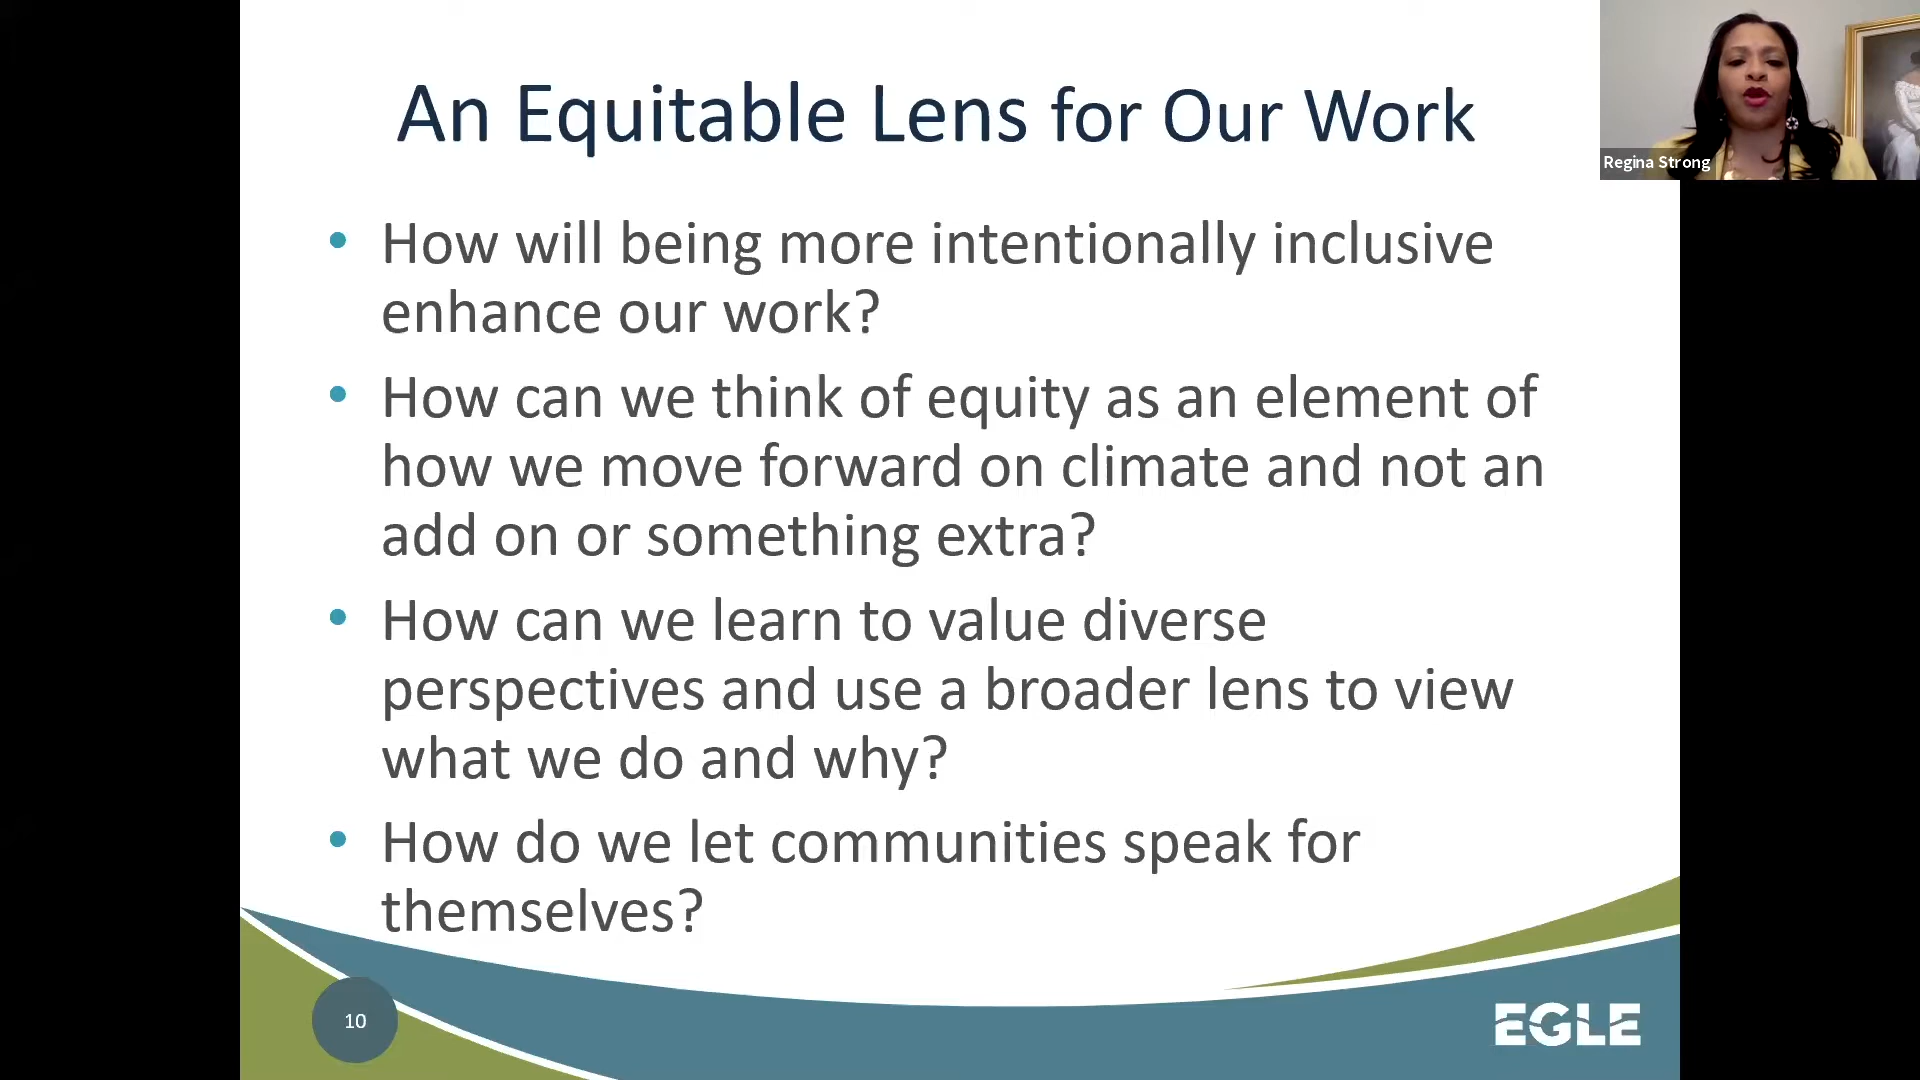 An Equitable Lens for Our Work
Regina Strong
• How will being more intentionally inclusive
enhance our work?
• How can we think of equity as an element of
how we move forward on climate and not an
add on or something extra?
• How can we learn to value diverse
perspectives and use a broader lens to view
what we do and why?
• How do we let communities speak for
themselves?
10
EGLE